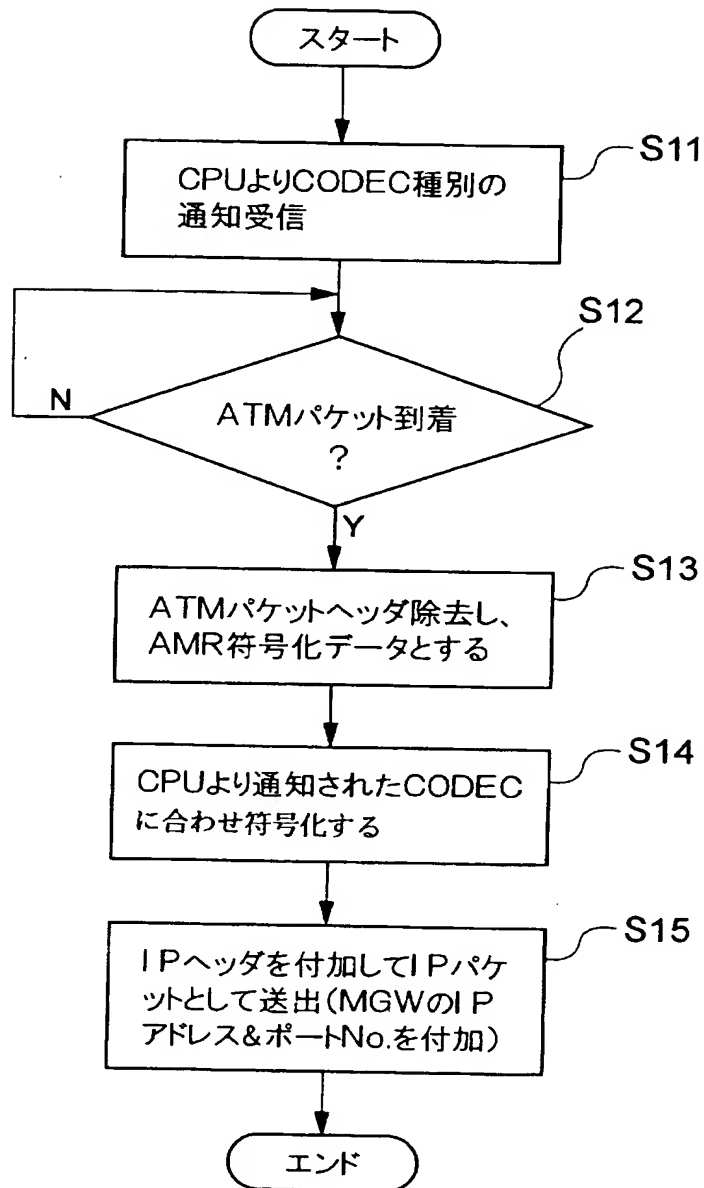 スタート
S11
CPUよりCODEC種別の
通知受信
S12
N
ATMパケット到着
?
Y
S13
ATMパケットヘッダ除去し、
AMR符号化データとする
S14
CPUより通知されたCODEC
に合わせ符号化する
S15
IPヘッダを付加してIPパケ
ットとして送出(MGWのIP
アドレス&ポートNo.を付加)
エンド